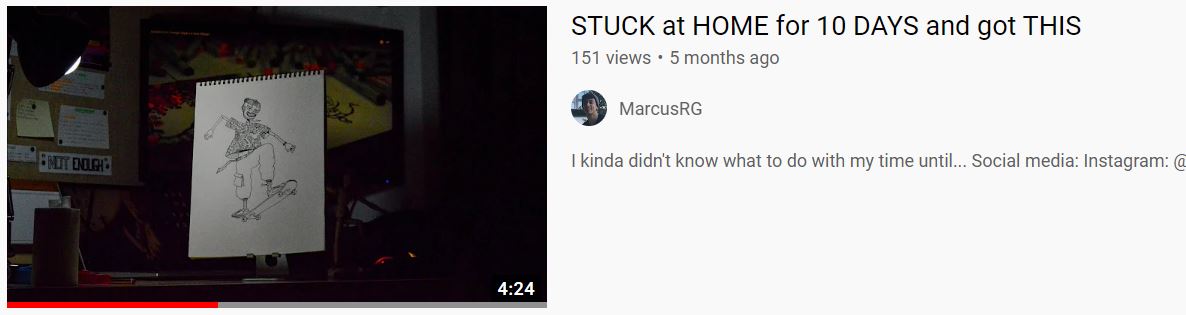 NOT ENOUGH
4:24
STUCK at HOME for 10 DAYS and got THIS
151 views • 5 months ago
MarcusRG
I kinda didn't know what to do with my time until... Social media: Instagram: @